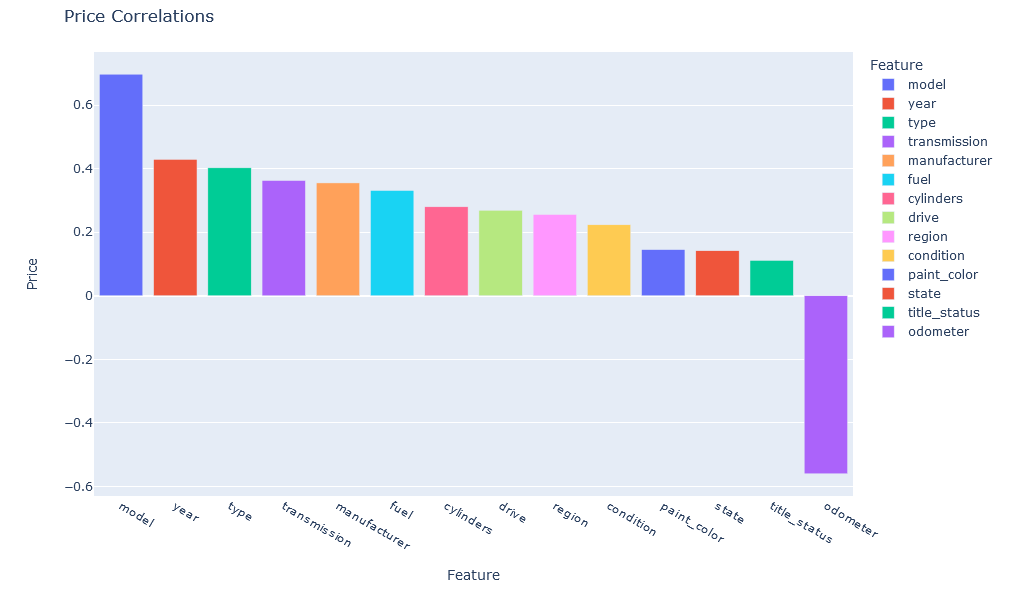 Price Correlations
Price
0.6
0.4
0.2
0
−0.2
−0.4
−0.6
model
year
type
transmission
manufacturer
fuel
cylinders
drive
region
condition
paint_color
state
title_status
odometer
Feature
Feature
model
year
type
transmission
manufacturer
fuel
cylinders
drive
region
condition
paint_color
state
title_status
odometer